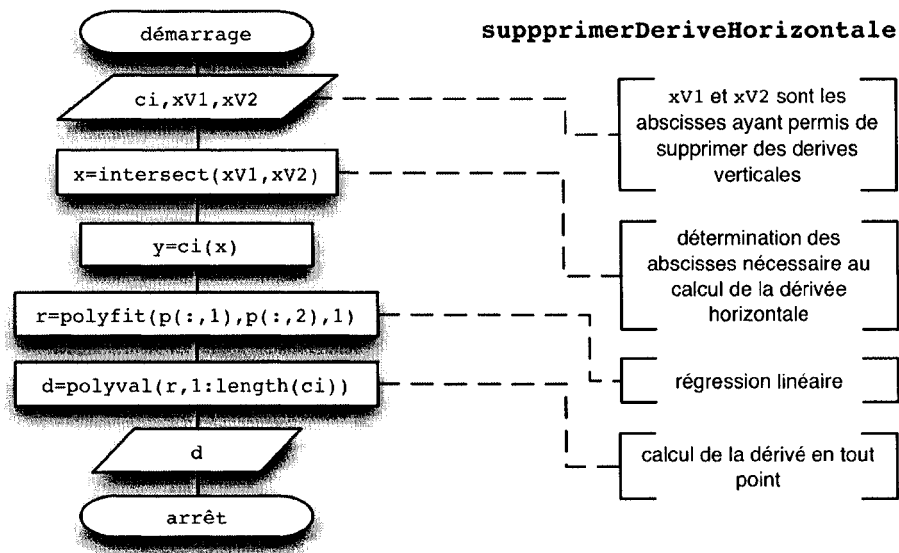 suppprimerDeriveHorizontale
démarrage
ci,xV1,xV2
x=intersect(xV1,xV2)
y=ci(x)
r=polyfit(p(:,1),p(:,2),1)
d=polyval(r,1:length(ci))
d
arrêt
xV1 et xV2 sont les
abscisses ayant permis de
supprimer des derives
verticales
détermination des
abscisses nécessaire au
calcul de la dérivée
horizontale
régression linéaire
calcul de la dérivé en tout
point